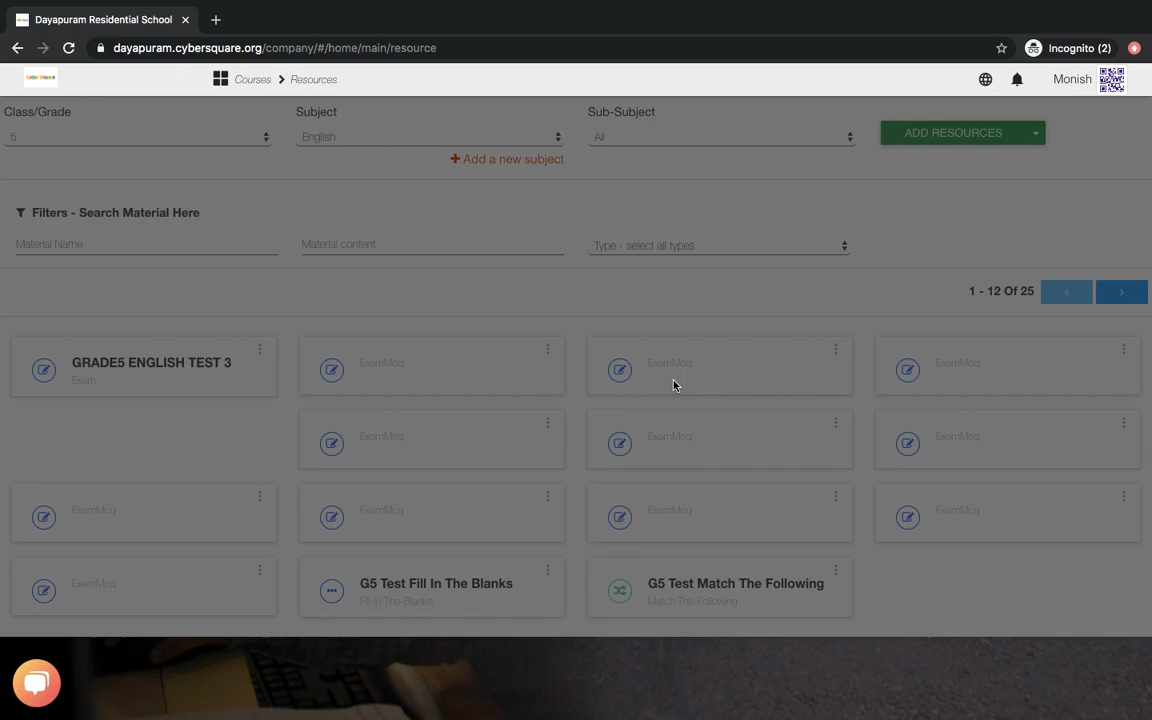 Dayapuram Residential School
dayapuram.cybersquare.org/company/#/home/main/resource
Incognito (2)
Cyber Square
Courses > Resources
Monish
Class/Grade
Subject
Sub-Subject
5
English
All
ADD RESOURCES
+ Add a new subject
Filters - Search Material Here
Material Name
Material content
Type - select all types
1 - 12 Of 25
GRADE5 ENGLISH TEST 3
Exam
ExamMcq
ExamMcq
ExamMcq
ExamMcq
ExamMcq
ExamMcq
ExamMcq
ExamMcq
ExamMcq
ExamMcq
ExamMcq
G5 Test Fill In The Blanks
Fill-In-The-Blanks
G5 Test Match The Following
Match-The-Following